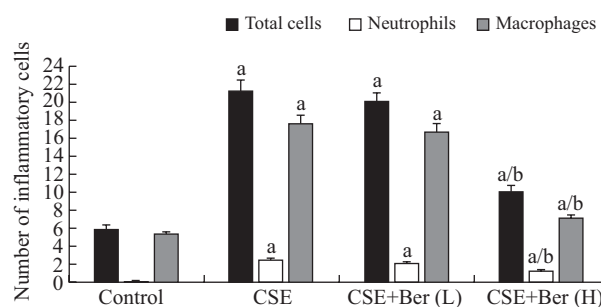 Total cells Neutrophils Macrophages
Number of inflammatory cells
24
22
20
18
16
14
12
10
8
6
4
2
0
a
a
a
a
a
a
a/b
a/b
a/b
Control CSE CSE+Ber (L) CSE+Ber (H)